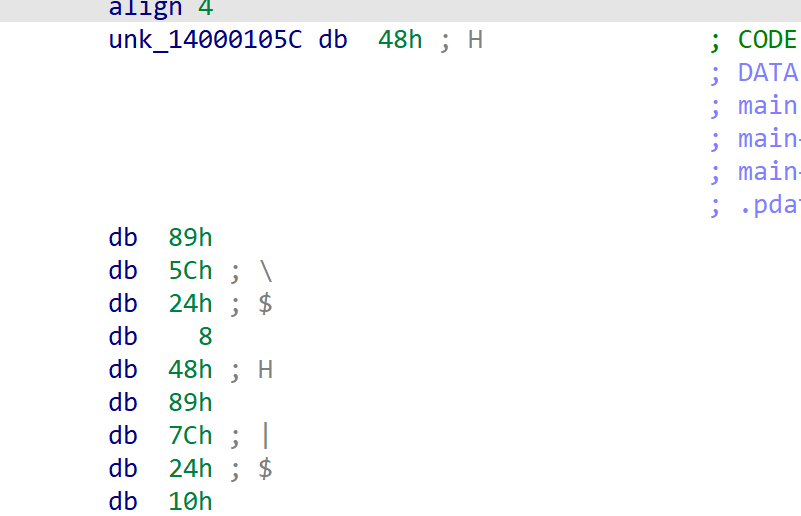 align 4
unk_14000105C db  48h ; H ; CODE
; DATA
; main
; main-
; main-
; .pda
db  89h
db  5Ch ; \
db  24h ; $
db    8
db  48h ; H
db  89h
db  7Ch ; |
db  24h ; $
db  10h